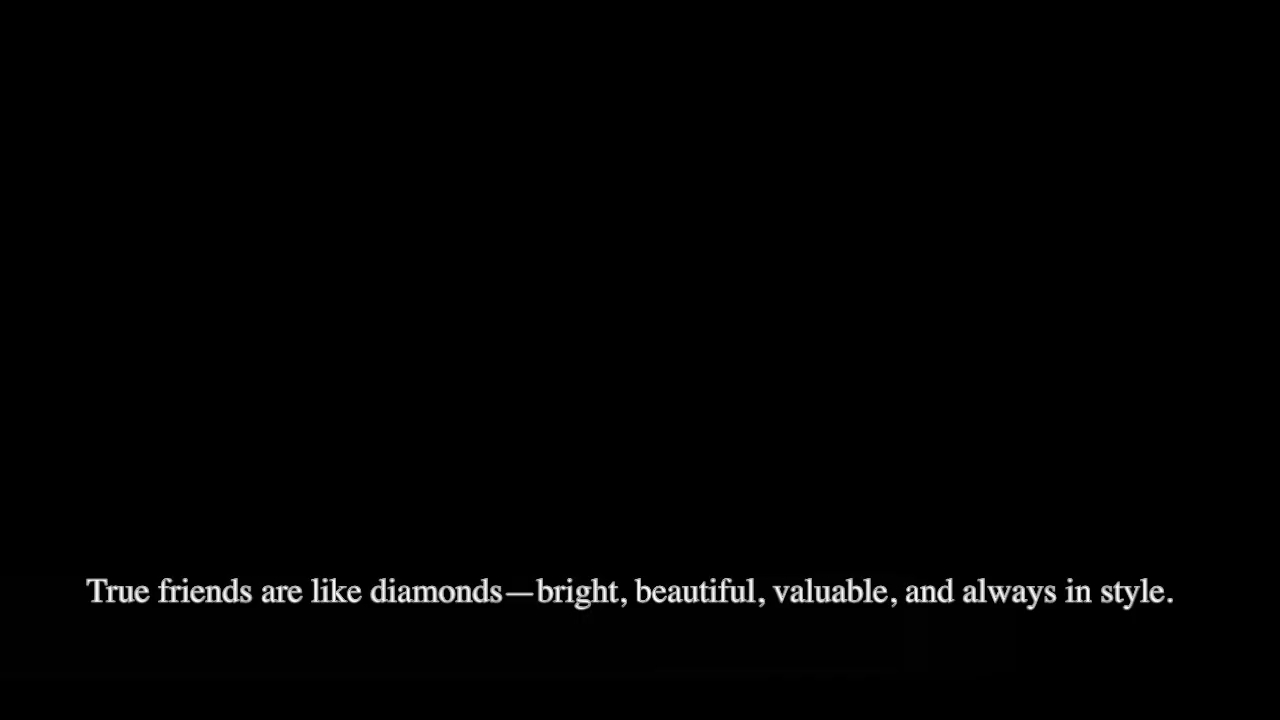 True friends are like diamonds—bright, beautiful, valuable, and always in style.